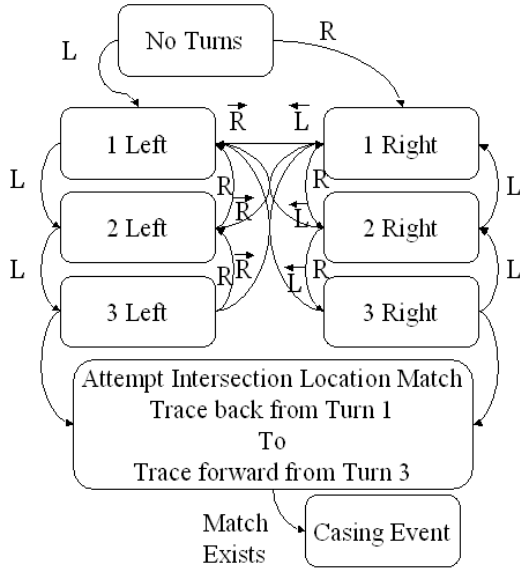 No Turns
L
R
1 Left
R
L
1 Right
L
R
R
R
L
L
2 Left
R
L
2 Right
L
R
R
R
L
L
3 Left
3 Right
Attempt Intersection Location Match
Trace back from Turn 1
To
Trace forward from Turn 3
Match
Exists
Casing Event